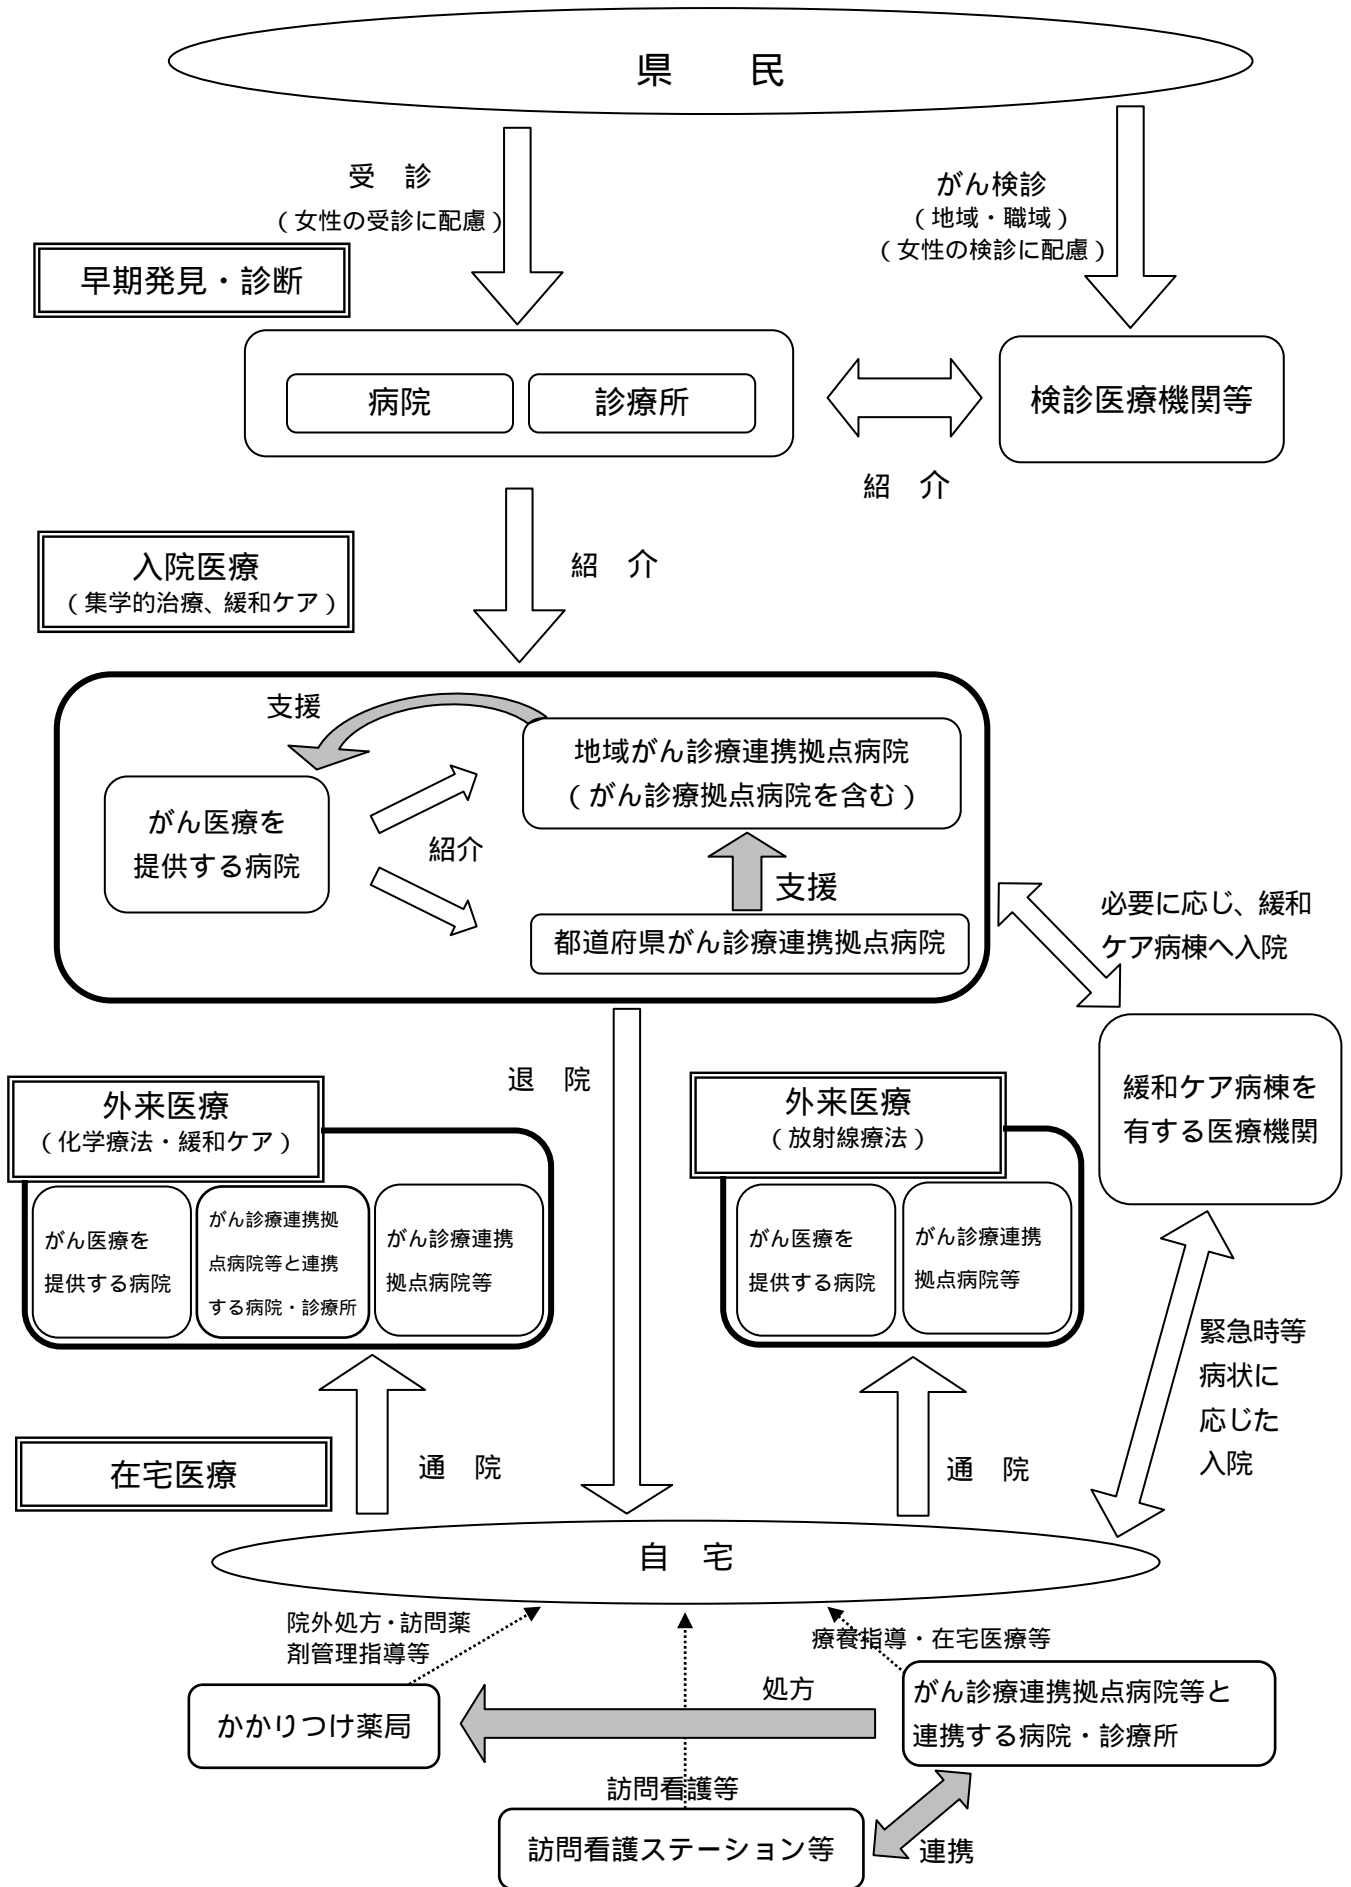 県　　民
受　診
（女性の受診に配慮）
がん検診
（地域・職域）
（女性の検診に配慮）
早期発見・診断
病院
診療所
検診医療機関等
紹　介
入院医療
（集学的治療、緩和ケア）
紹　介
支援
地域がん診療連携拠点病院
（がん診療拠点病院を含む）
がん医療を
提供する病院
紹介
支援
都道府県がん診療連携拠点病院
必要に応じ、緩和
ケア病棟へ入院
緩和ケア病棟を
有する医療機関
退　院
外来医療
（化学療法・緩和ケア）
がん医療を
提供する病院
がん診療連携拠
点病院等と連携
する病院・診療所
がん診療連携
拠点病院等
外来医療
（放射線療法）
がん医療を
提供する病院
がん診療連携
拠点病院等
緊急時等
病状に
応じた
入院
在宅医療
通　院
通　院
自　宅
院外処方・訪問薬
剤管理指導等
療養指導・在宅医療等
かかりつけ薬局
処方
がん診療連携拠点病院等と
連携する病院・診療所
訪問看護等
訪問看護ステーション等
連携